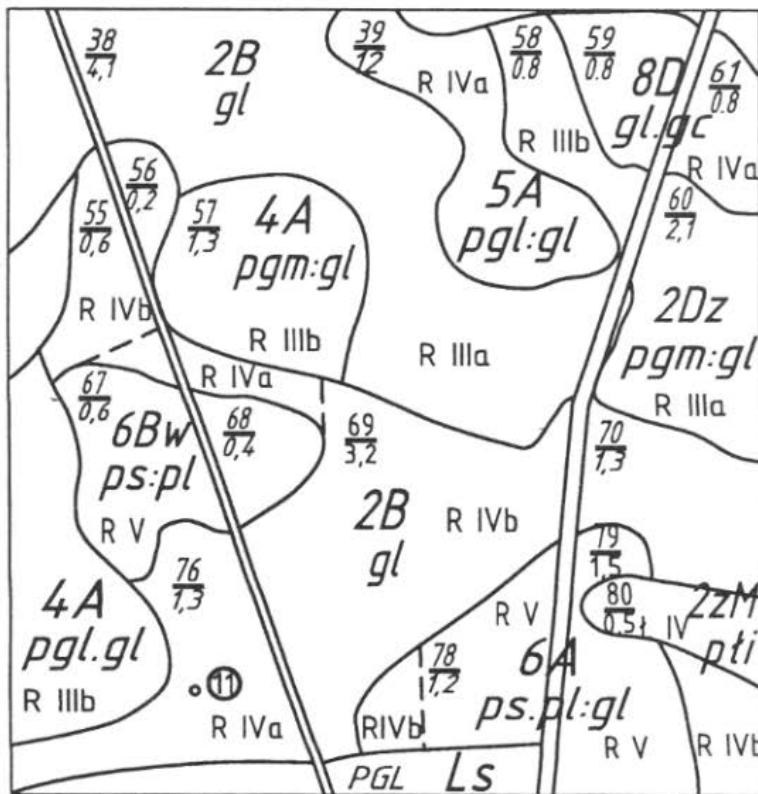 38
4,1
2B
gl
39
12
R IVa
58
0.8
59
0.8
8D
gl.gc
61
0.8
R IIIb
R IVa
56
0,2
55
0,6
57
1,3
4A
pgm:gl
5A
pgl:gl
60
2,1
R IVb
R IIIb
R IIIa
2Dz
pgm:gl
R IIIa
R IVa
67
0,6
6Bw
ps:pl
68
0,4
69
3,2
70
1,3
R V
2B
gl
R IVb
76
1,3
79
1,5
4A
pgl.gl
R V
80
0,5
ł IV
2zM
płi
R IIIb
11
R IVa
78
1,2
6A
ps.pl:gl
RIVb
R V
R IVb
PGL Ls